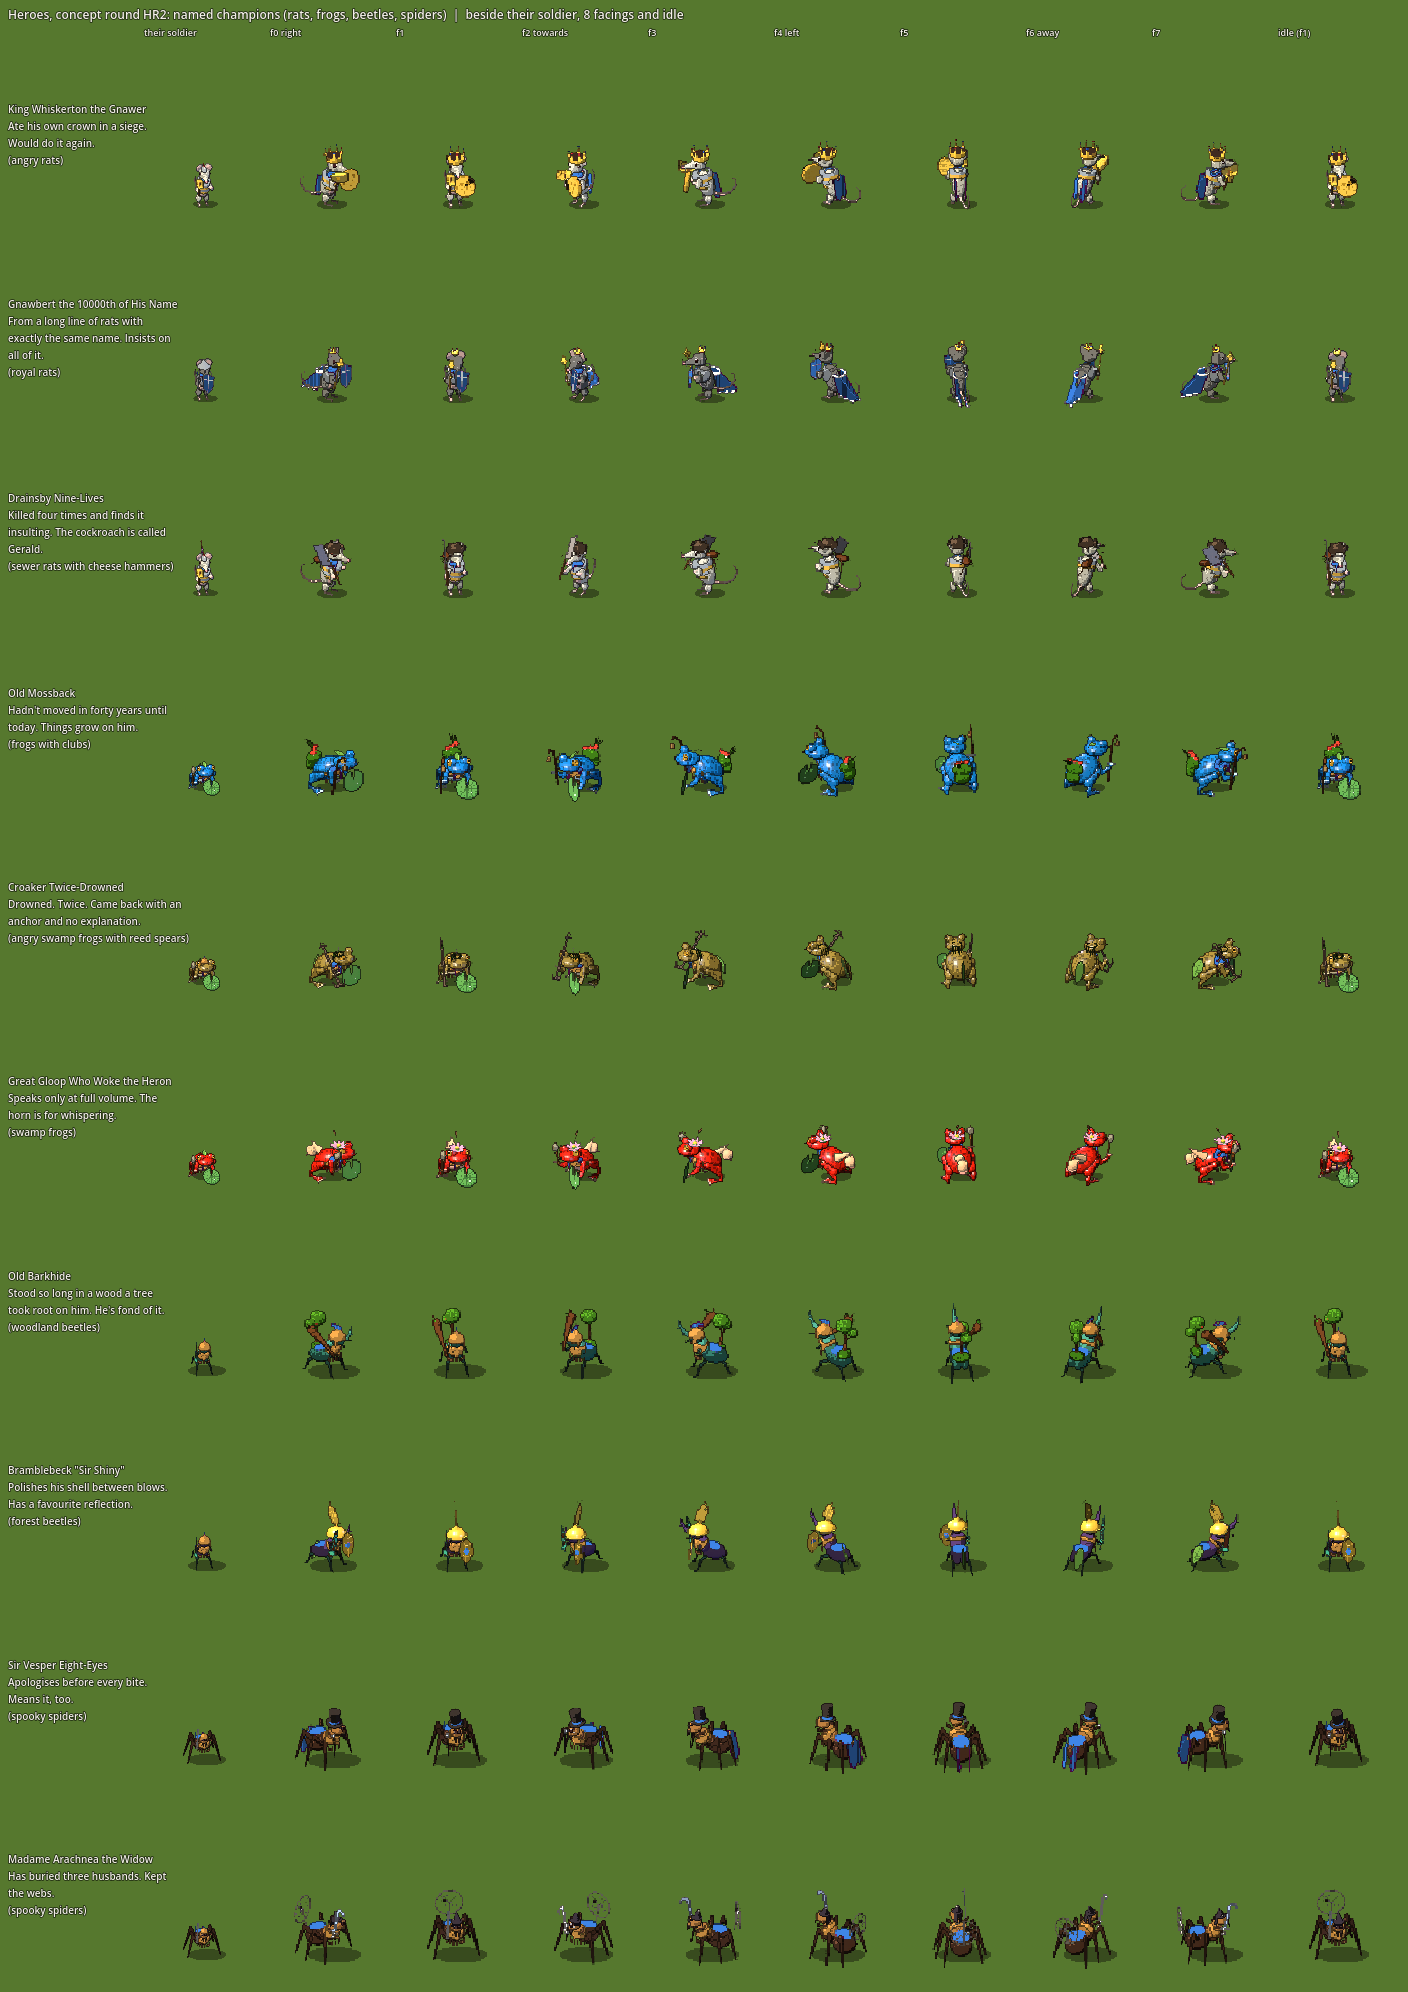 Heroes, concept round HR2: named champions (rats, frogs, beetles, spiders) | beside their soldier, 8 facings and idle
their soldier f0 right f1 f2 towards f3 f4 left f5 f6 away f7 idle (f1)
King Whiskerton the Gnawer
Ate his own crown in a siege.
Would do it again.
(angry rats)
Gnawbert the 10000th of His Name
From a long line of rats with
exactly the same name. Insists on
all of it.
(royal rats)
Drainsby Nine-Lives
Killed four times and finds it
insulting. The cockroach is called
Gerald.
(sewer rats with cheese hammers)
Old Mossback
Hadn't moved in forty years until
today. Things grow on him.
(frogs with clubs)
Croaker Twice-Drowned
Drowned. Twice. Came back with an
anchor and no explanation.
(angry swamp frogs with reed spears)
Great Gloop Who Woke the Heron
Speaks only at full volume. The
horn is for whispering.
(swamp frogs)
Old Barkhide
Stood so long in a wood a tree
took root on him. He's fond of it.
(woodland beetles)
Bramblebeck "Sir Shiny"
Polishes his shell between blows.
Has a favourite reflection.
(forest beetles)
Sir Vesper Eight-Eyes
Apologises before every bite.
Means it, too.
(spooky spiders)
Madame Arachnea the Widow
Has buried three husbands. Kept
the webs.
(spooky spiders)